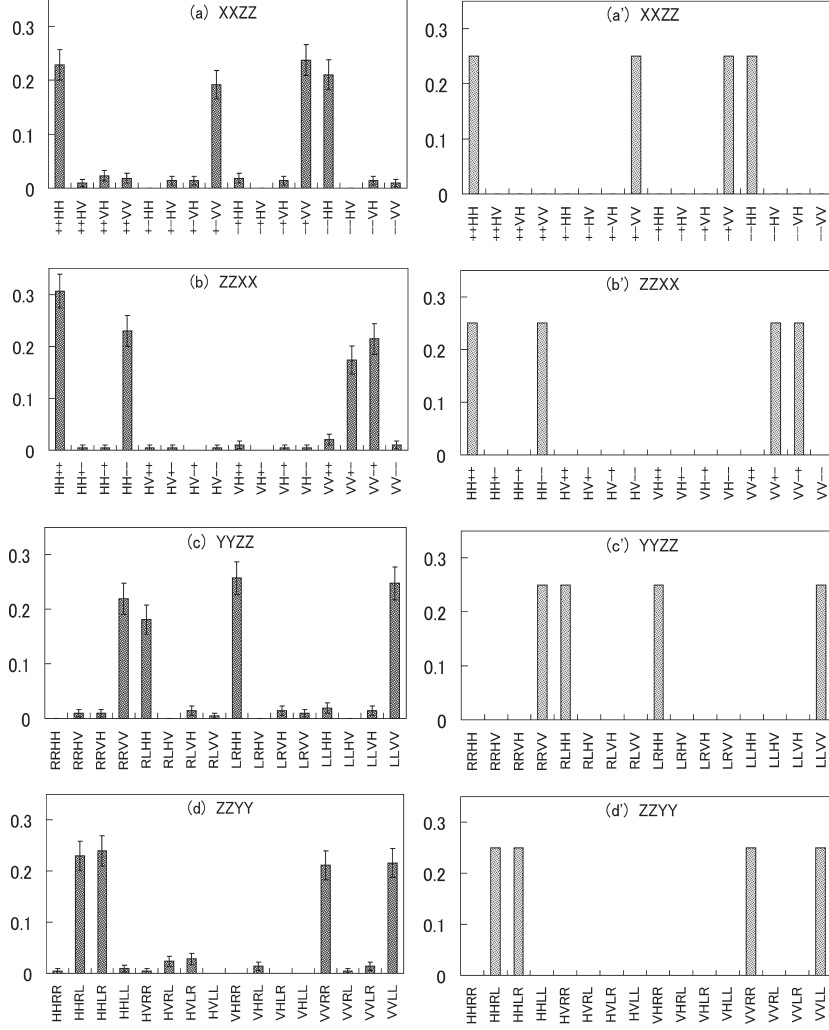 (a) XXZZ
0.3
0.2
0.1
0
++HH
++HV
++VH
++VV
+−HH
+−HV
+−VH
+−VV
−+HH
−+HV
−+VH
−+VV
−−HH
−−HV
−−VH
−−VV
(a') XXZZ
0.3
0.2
0.1
0
++HH
++HV
++VH
++VV
+−HH
+−HV
+−VH
+−VV
−+HH
−+HV
−+VH
−+VV
−−HH
−−HV
−−VH
−−VV
(b) ZZXX
0.3
0.2
0.1
0
HH++
HH+−
HH−+
HH−−
HV++
HV+−
HV−+
HV−−
VH++
VH−−
VH−+
VH−−
VV++
VV+−
VV−+
VV−−
(b') ZZXX
0.3
0.2
0.1
0
HH++
HH+−
HH−+
HH−−
HV++
HV+−
HV−+
HV−−
VH++
VH+−
VH−+
VH−−
VV++
VV+−
VV−+
VV−−
(c) YYZZ
0.3
0.2
0.1
0
RRHH
RRHV
RRVH
RRVV
RLHH
RLHV
RLVH
RLVV
LRHH
LRHV
LRVH
LRVV
LLHH
LLHV
LLVH
LLVV
(c') YYZZ
0.3
0.2
0.1
0
RRHH
RRHV
RRVH
RRVV
RLHH
RLHV
RLVH
RLVV
LRHH
LRHV
LRVH
LRVV
LLHH
LLHV
LLVH
LLVV
(d) ZZYY
0.3
0.2
0.1
0
HHRR
HHRL
HHLR
HHLL
HVRR
HVRL
HVLR
HVLL
VHRR
VHRL
VHLR
VHLL
VVRR
VVRL
VVLR
VVLL
(d') ZZYY
0.3
0.2
0.1
0
HHRR
HHRL
HHLR
HHLL
HVRR
HVRL
HVLR
HVLL
VHRR
VHRL
VHLR
VHLL
VVRR
VVRL
VVLR
VVLL